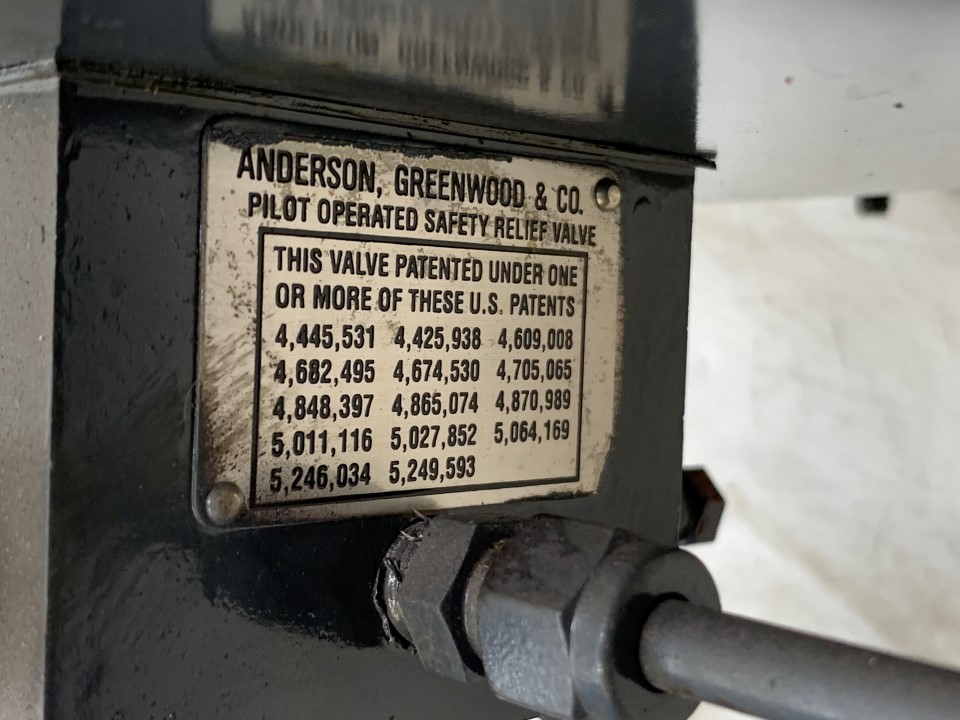 ANDERSON, GREENWOOD & CO.
PILOT OPERATED SAFETY RELIEF VALVE
THIS VALVE PATENTED UNDER ONE
OR MORE OF THESE U.S. PATENTS
4,445,531 4,425,938 4,609,008
4,682,495 4,674,530 4,705,065
4,848,397 4,865,074 4,870,989
5,011,116 5,027,852 5,064,169
5,246,034 5,249,593